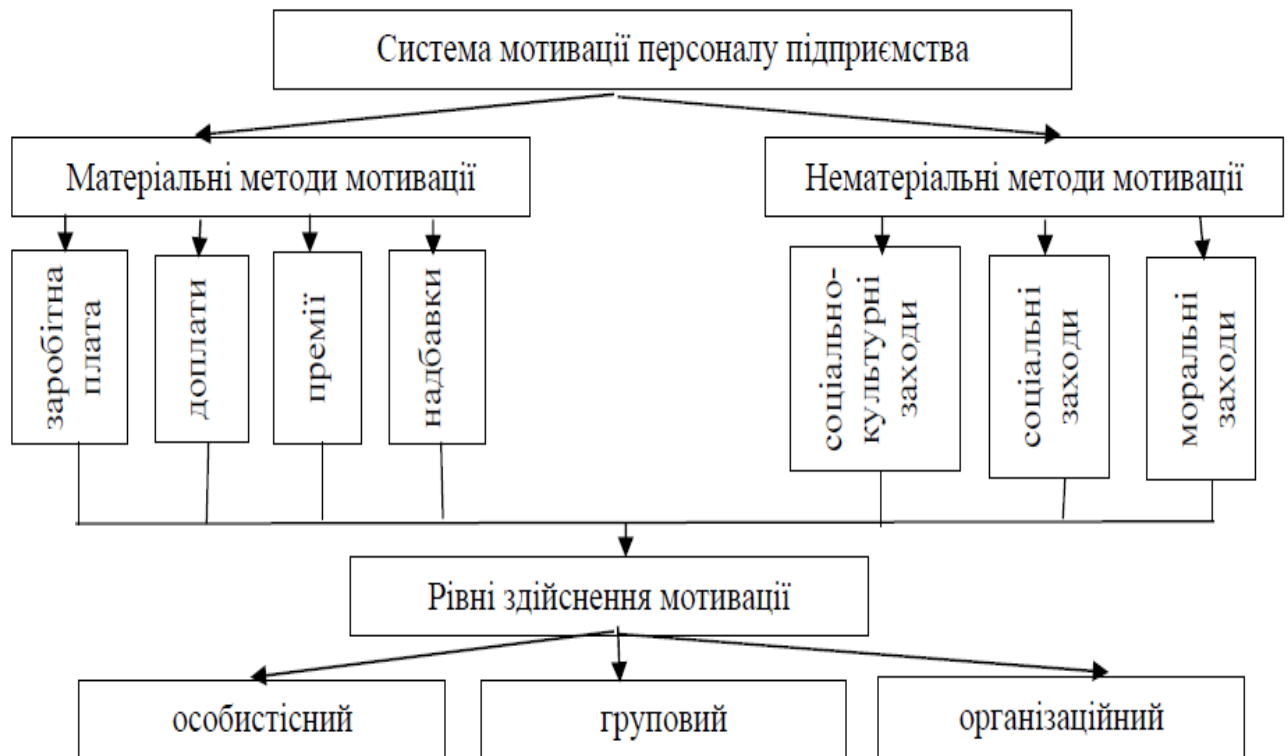 Система мотивації персоналу підприємства
Матеріальні методи мотивації
Нематеріальні методи мотивації
заробітна
плата
доплати
премії
надбавки
соціально-
культурні
заходи
соціальні
заходи
моральні
заходи
Рівні здійснення мотивації
особистісний
груповий
організаційний